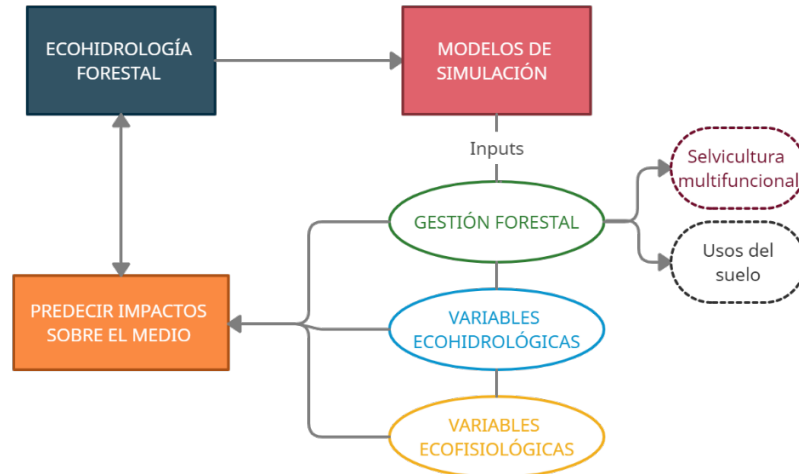 ECOHIDROLOGÍA
FORESTAL
MODELOS DE
SIMULACIÓN
Inputs
Selvicultura
multifuncional
GESTIÓN FORESTAL
Usos del
suelo
PREDECIR IMPACTOS
SOBRE EL MEDIO
VARIABLES
ECOHIDROLÓGICAS
VARIABLES
ECOFISIOLÓGICAS